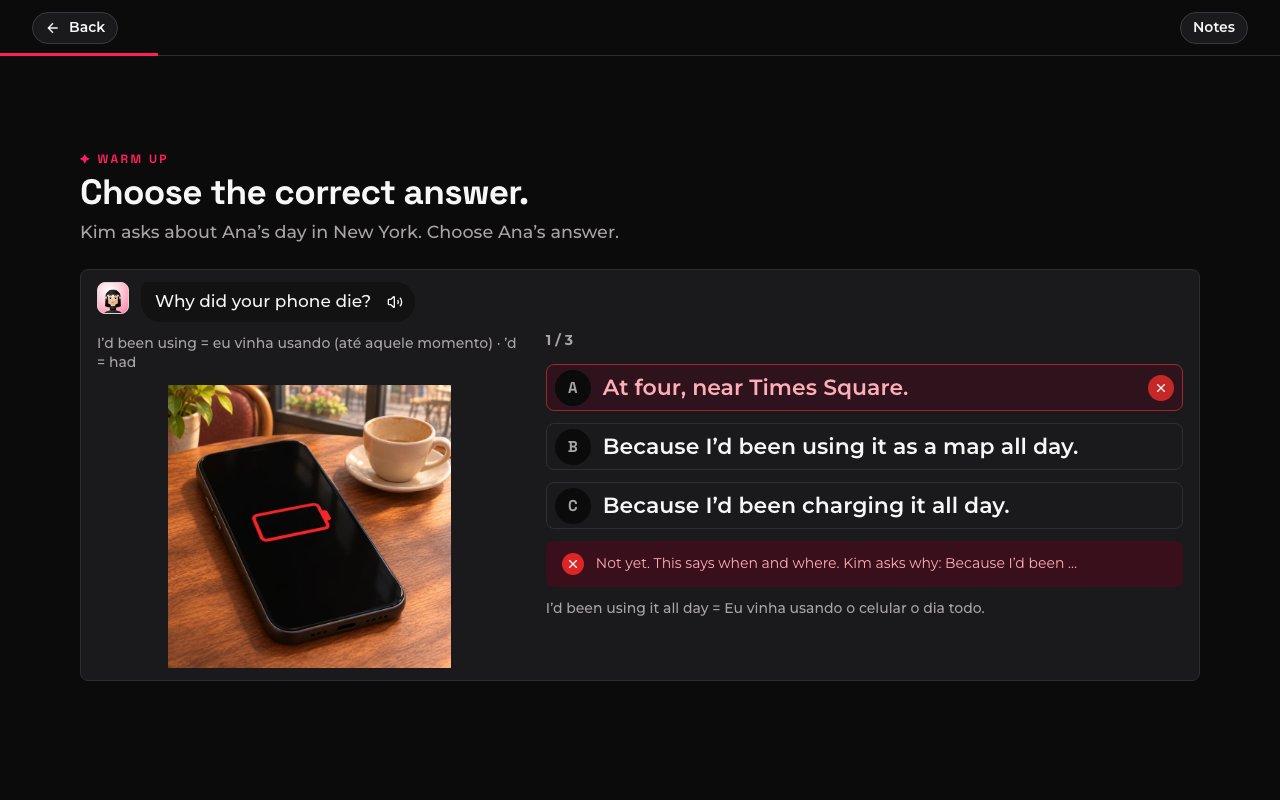 Back
Notes
WARM UP
Choose the correct answer.
Kim asks about Ana’s day in New York. Choose Ana’s answer.
Why did your phone die?
I’d been using = eu vinha usando (até aquele momento) · ’d
= had
1 / 3
A At four, near Times Square.
B Because I’d been using it as a map all day.
C Because I’d been charging it all day.
Not yet. This says when and where. Kim asks why: Because I’d been ...
I’d been using it all day = Eu vinha usando o celular o dia todo.